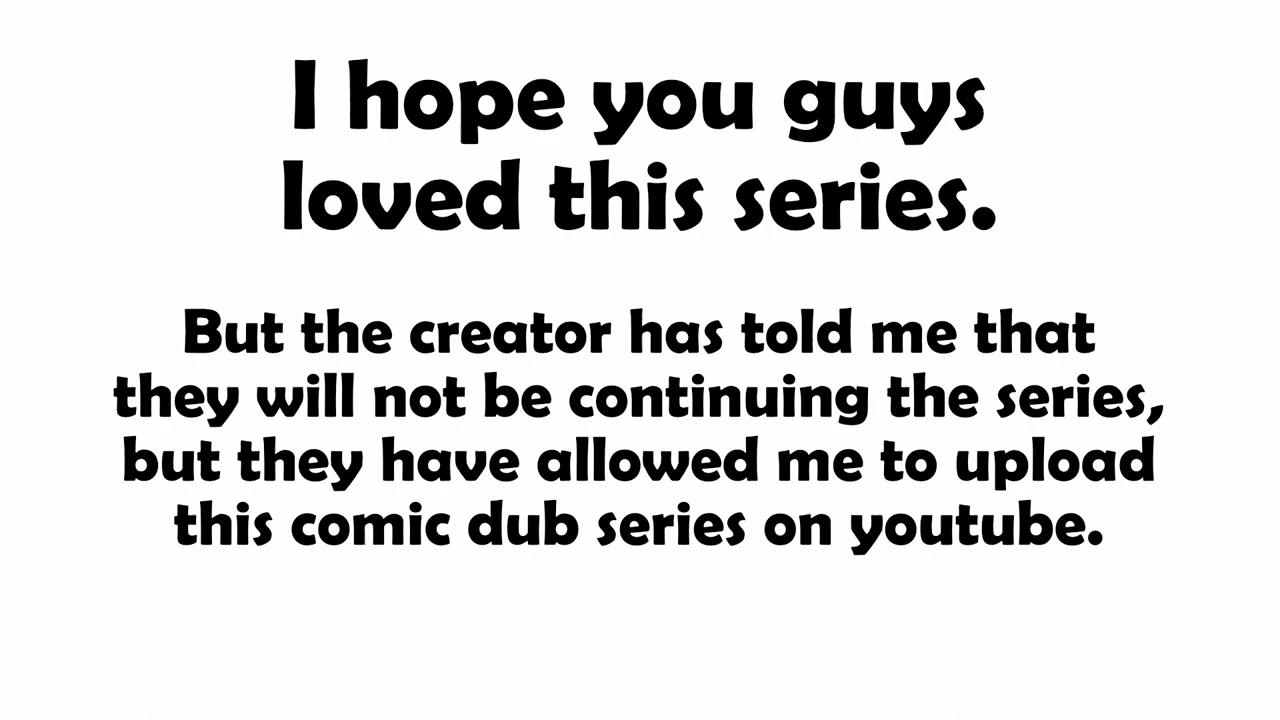 I hope you guys
loved this series.
But the creator has told me that
they will not be continuing the series,
but they have allowed me to upload
this comic dub series on youtube.